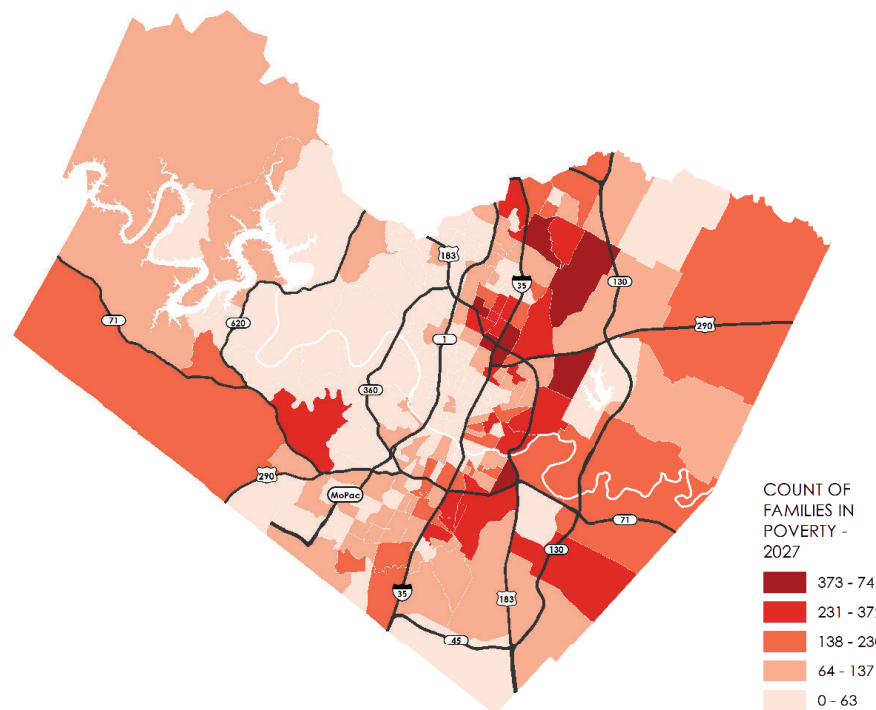 183
35
130
71
620
1
290
360
290
MoPac
71
130
35
183
45
COUNT OF
FAMILIES IN
POVERTY -
2027
373 - 74
231 - 37
138 - 23
64 - 137
0 - 63